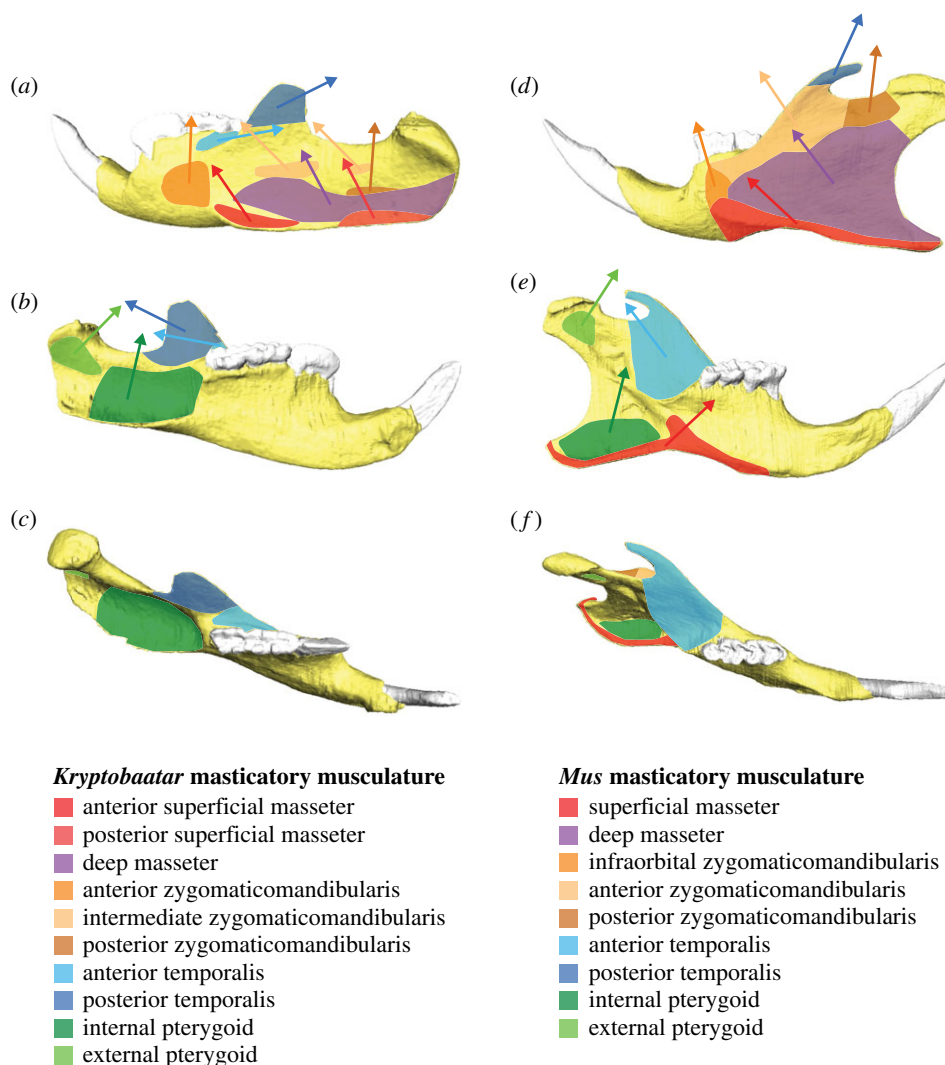 (a)
(d)
(b)
(e)
(c)
(f)
Kryptobaatar masticatory musculature
anterior superficial masseter
posterior superficial masseter
deep masseter
anterior zygomaticomandibularis
intermediate zygomaticomandibularis
posterior zygomaticomandibularis
anterior temporalis
posterior temporalis
internal pterygoid
external pterygoid
Mus masticatory musculature
superficial masseter
deep masseter
infraorbital zygomaticomandibularis
anterior zygomaticomandibularis
posterior zygomaticomandibularis
anterior temporalis
posterior temporalis
internal pterygoid
external pterygoid